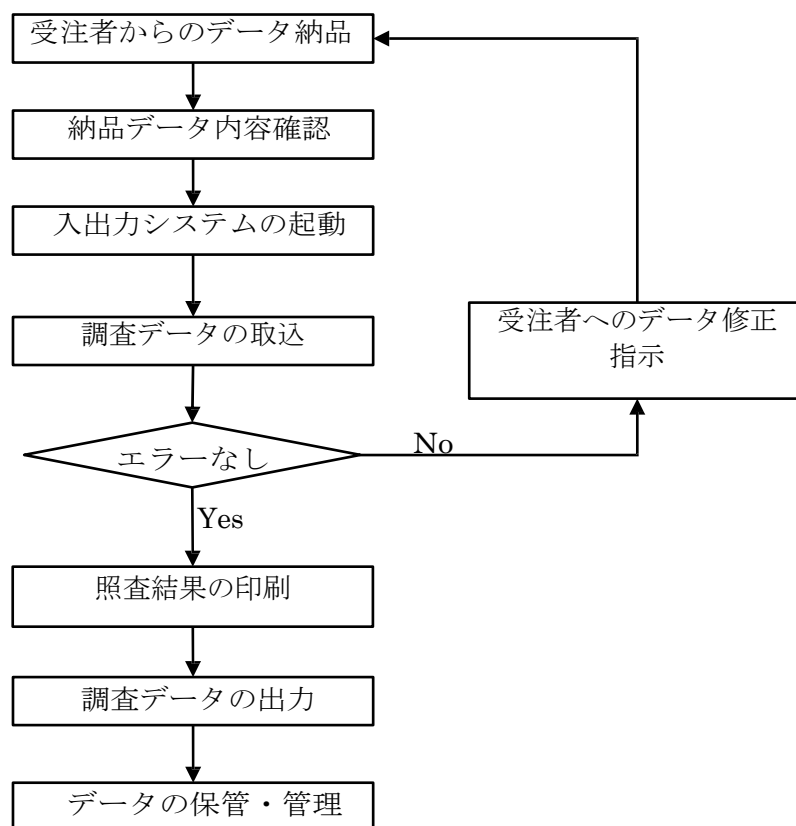 受注者からのデータ納品
納品データ内容確認
入出力システムの起動
調査データの取込
受注者へのデータ修正
指示
エラーなし
No
Yes
照査結果の印刷
調査データの出力
データの保管・管理